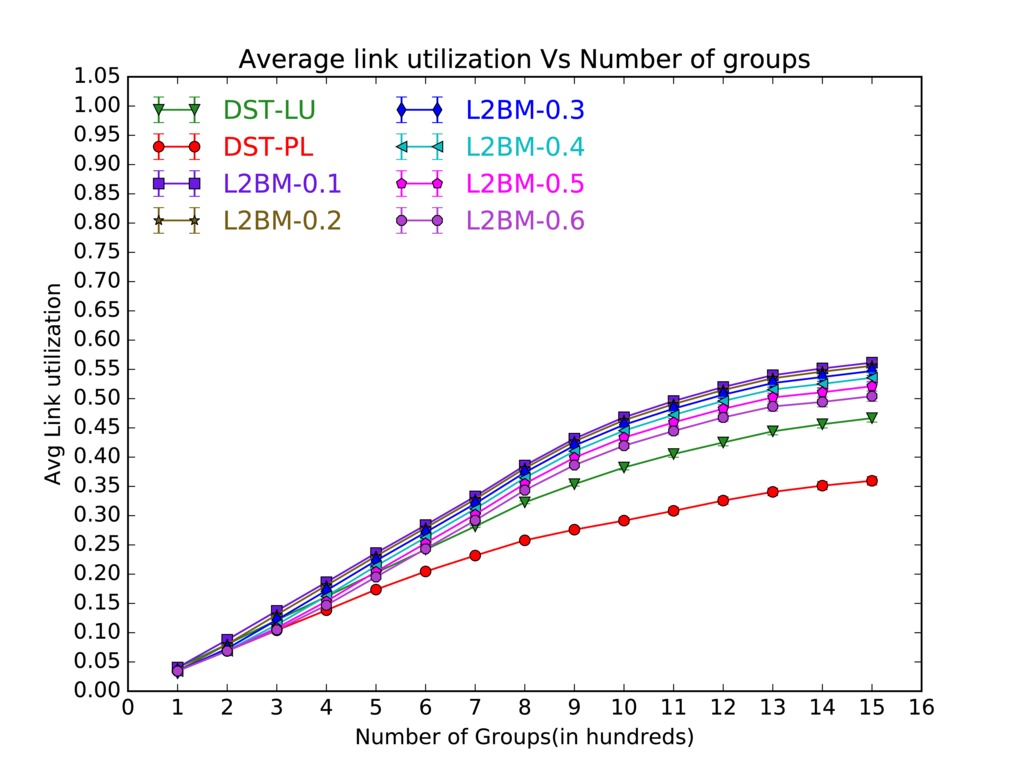 Average link utilization Vs Number of groups
1.05
1.00
0.95
0.90
0.85
0.80
0.75
0.70
0.65
0.60
0.55
0.50
0.45
0.40
0.35
0.30
0.25
0.20
0.15
0.10
0.05
0.00
Avg Link utilization
DST-LU
DST-PL
L2BM-0.1
L2BM-0.2
L2BM-0.3
L2BM-0.4
L2BM-0.5
L2BM-0.6
0 1 2 3 4 5 6 7 8 9 10 11 12 13 14 15 16
Number of Groups(in hundreds)